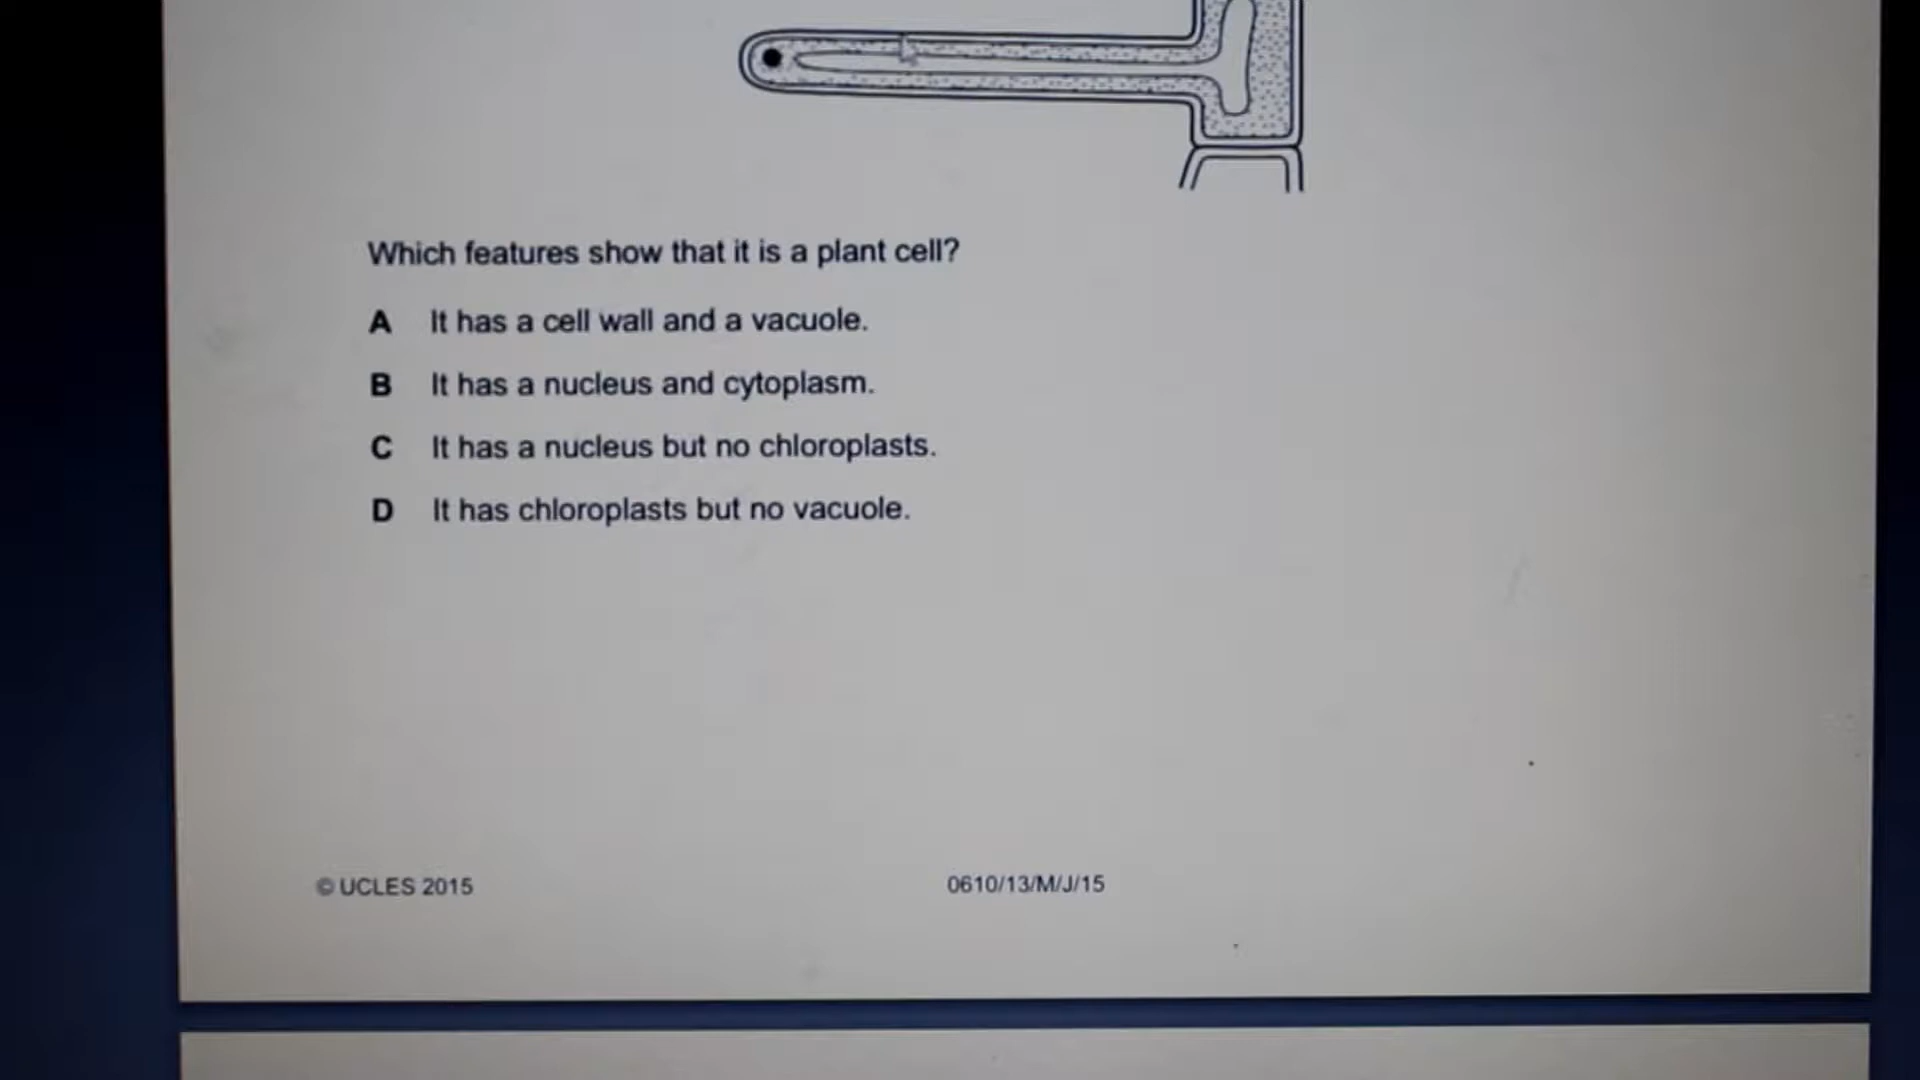 Which features show that it is a plant cell?
A It has a cell wall and a vacuole.
B It has a nucleus and cytoplasm.
C It has a nucleus but no chloroplasts.
D It has chloroplasts but no vacuole.
© UCLES 2015
0610/13/M/J/15